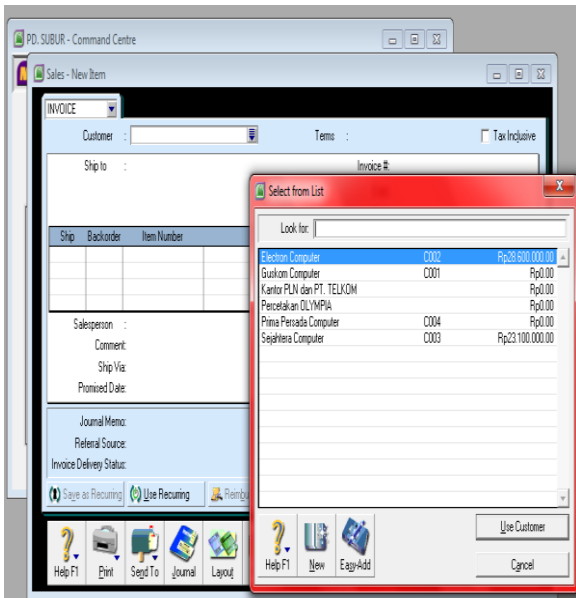 PD. SUBUR - Command Centre
Sales - New Item
INVOICE
Customer :
Terms :
Tax Inclusive
Ship to :
Invoice #:
Select from List
Look for:
Ship Backorder Item Number
Electron Computer C002 Rp28.600.000.00
Guskom Computer C001 Rp0.00
Kantor PLN dan PT. TELKOM Rp0.00
Percetakan OLYMPIA Rp0.00
Prima Persada Computer C004 Rp0.00
Sejahtera Computer C003 Rp23.100.000.00
Salesperson :
Comment:
Ship Via:
Promised Date:
Journal Memo:
Referral Source:
Invoice Delivery Status:
Save as Recurring Use Recurring
Use Customer
Cancel
Help F1 New Easy-Add
Help F1 Print Send To Journal Layout